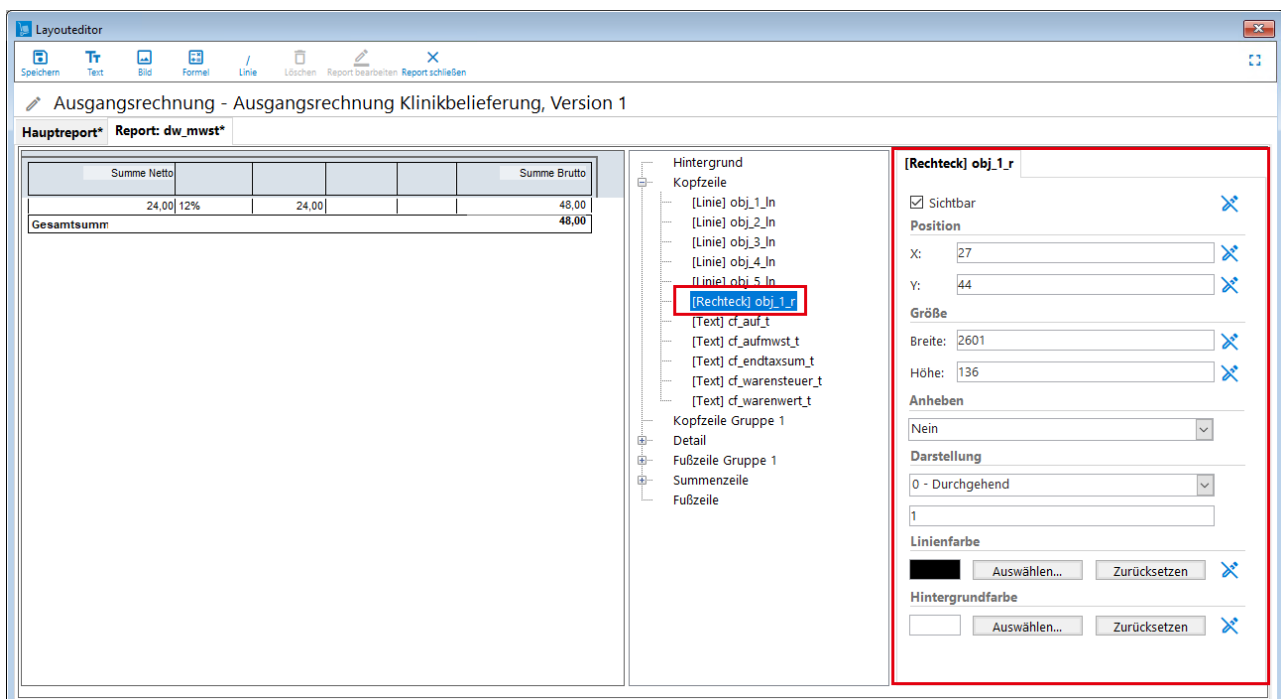 Layouteditor
Speichern Text Bild Formel Linie Löschen Report bearbeiten Report schließen
Ausgangsrechnung - Ausgangsrechnung Klinikbelieferung, Version 1
Hauptreport* Report: dw_mwst*
Summe Netto Summe Brutto
24,00 12% 24,00 48,00
Gesamtsumm 48,00
Hintergrund
Kopfzeile
[Linie] obj_1_ln
[Linie] obj_2_ln
[Linie] obj_3_ln
[Linie] obj_4_ln
[Linie] obj_5_ln
[Rechteck] obj_1_r
[Text] cf_auf_t
[Text] cf_aufmwst_t
[Text] cf_endtaxsum_t
[Text] cf_warensteuer_t
[Text] cf_warenwert_t
Kopfzeile Gruppe 1
Detail
Fußzeile Gruppe 1
Summenzeile
Fußzeile
[Rechteck] obj_1_r
Sichtbar
Position
X: 27
Y: 44
Größe
Breite: 2601
Höhe: 136
Anheben
Nein
Darstellung
0 - Durchgehend
1
Linienfarbe
Auswählen... Zurücksetzen
Hintergrundfarbe
Auswählen... Zurücksetzen